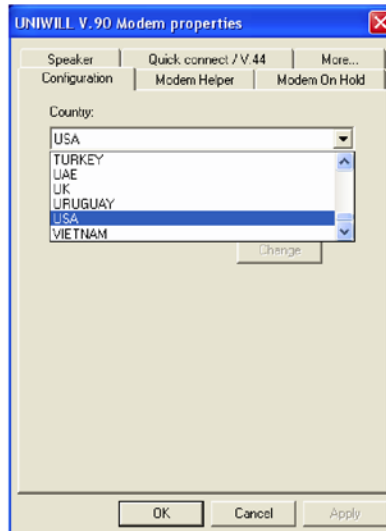 UNIWILL V.90 Modem properties
Speaker Quick connect / V.44 More...
Configuration Modem Helper Modem On Hold
Country:
USA
TURKEY
UAE
UK
URUGUAY
USA
VIETNAM
Change
OK Cancel Apply